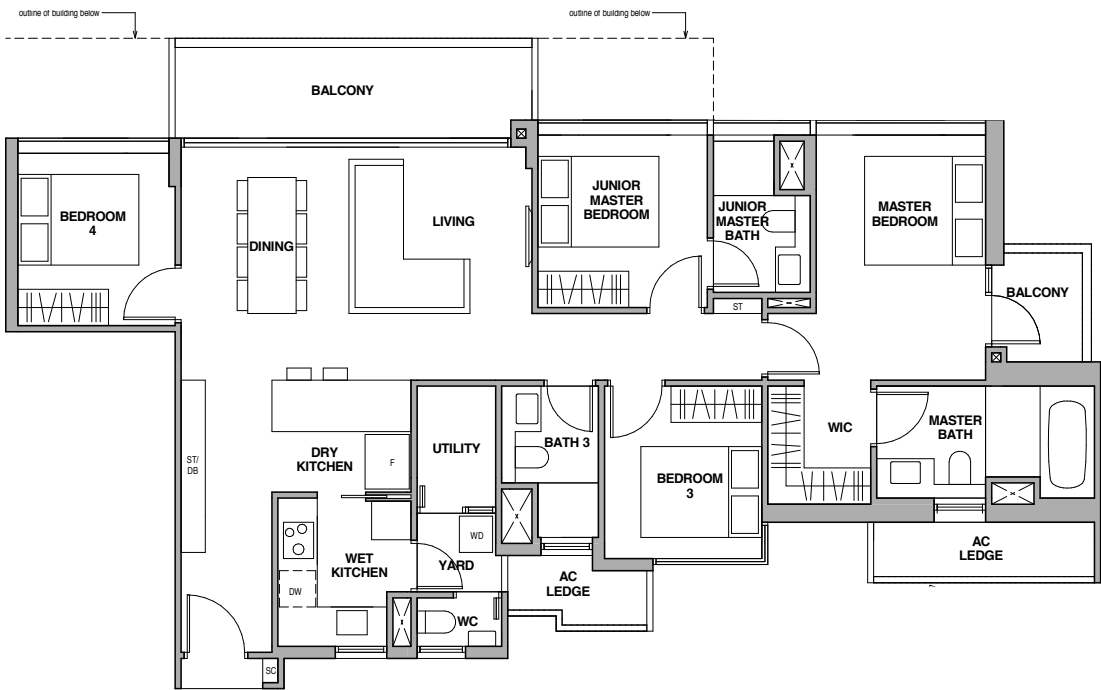 outline of building below
outline of building below
BALCONY
BEDROOM
4
DINING
LIVING
JUNIOR
MASTER
BEDROOM
JUNIOR
MASTER
BATH
MASTER
BEDROOM
BALCONY
ST
ST/
DB
DRY
KITCHEN
F
UTILITY
BATH 3
BEDROOM
3
WIC
MASTER
BATH
WET
KITCHEN
DW
WD
YARD
WC
AC
LEDGE
AC
LEDGE
SC